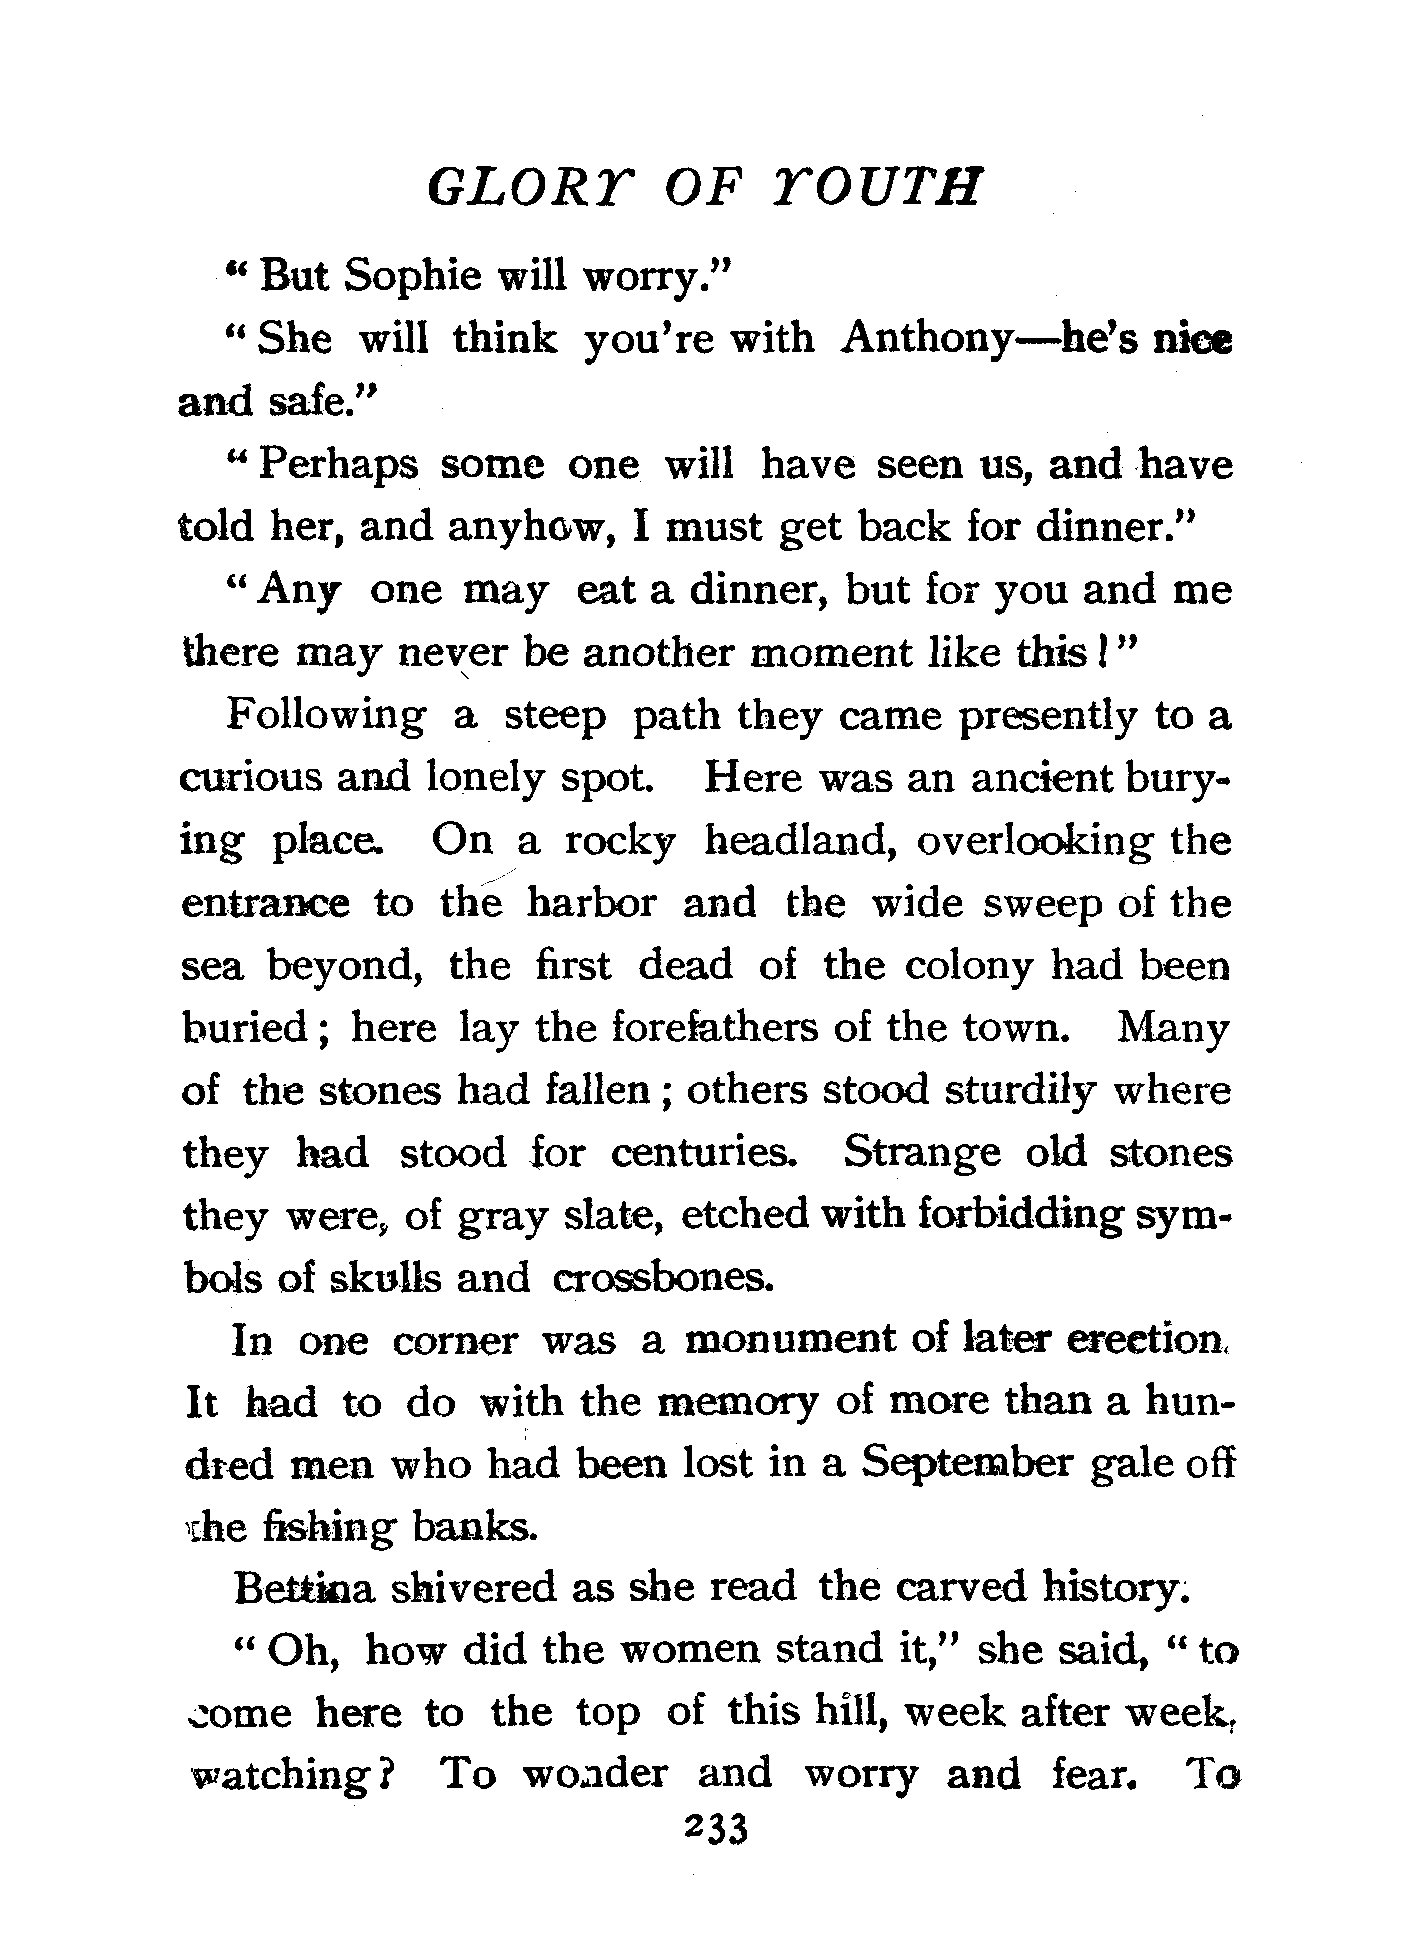 GLORY OF YOUTH
“ But Sophie will worry.”
“ She will think you’re with Anthony—he’s nice
and safe.”
“ Perhaps some one will have seen us, and have
told her, and anyhow, I must get back for dinner.”
“ Any one may eat a dinner, but for you and me
there may never be another moment like this ! ”
Following a steep path they came presently to a
curious and lonely spot. Here was an ancient bury-
ing place. On a rocky headland, overlooking the
entrance to the harbor and the wide sweep of the
sea beyond, the first dead of the colony had been
buried ; here lay the forefathers of the town. Many
of the stones had fallen ; others stood sturdily where
they had stood for centuries. Strange old stones
they were, of gray slate, etched with forbidding sym-
bols of skulls and crossbones.
In one corner was a monument of later erection.
It had to do with the memory of more than a hun-
dred men who had been lost in a September gale off
the fishing banks.
Bettina shivered as she read the carved history.
“ Oh, how did the women stand it,” she said, “ to
come here to the top of this hill, week after week,
watching ? To wonder and worry and fear. To
233